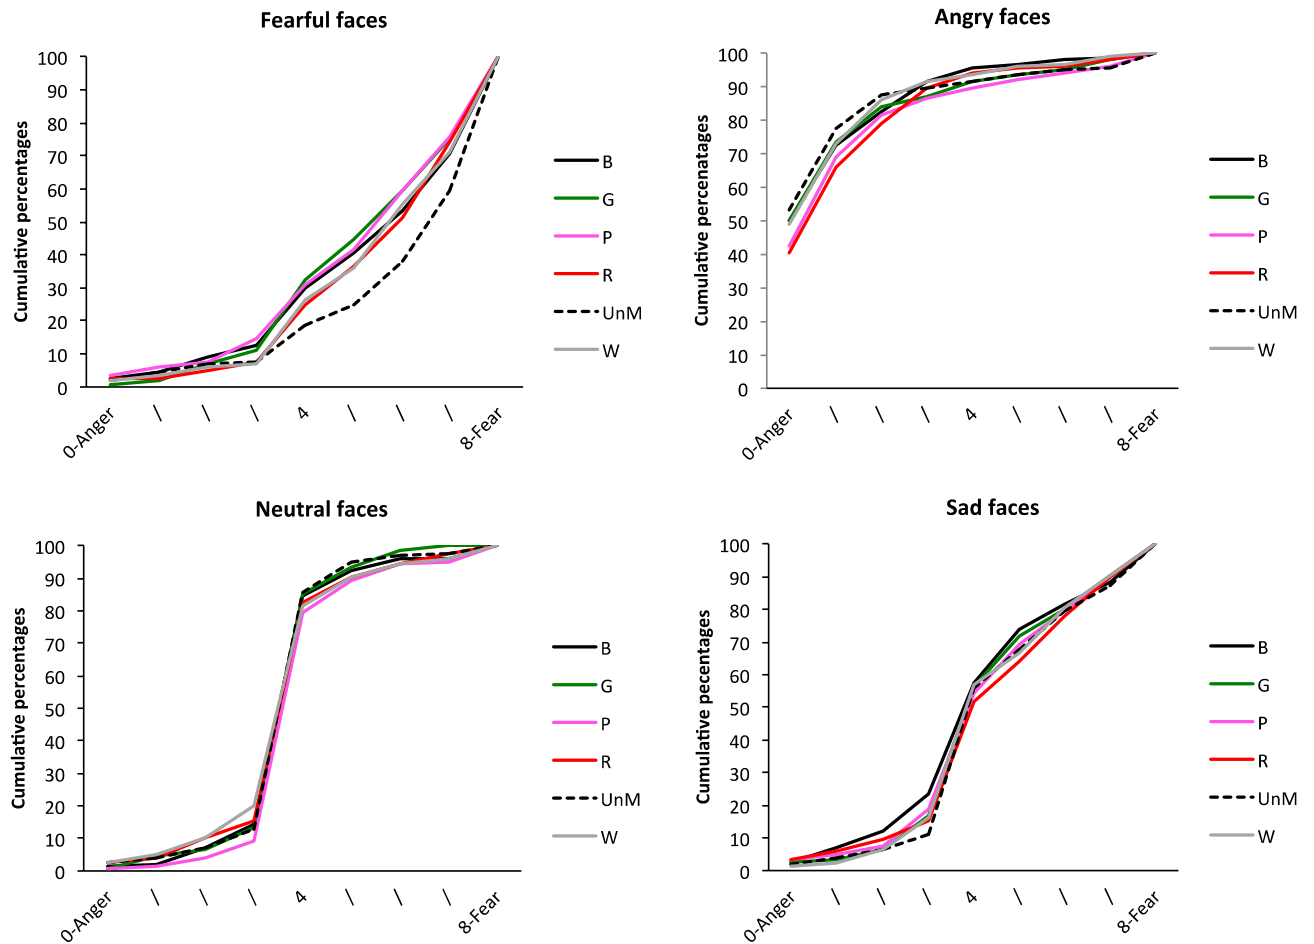 Fearful faces
Cumulative percentages
100
90
80
70
60
50
40
30
20
10
0
0-Anger
/
/
/
4
/
/
/
8-Fear
B
G
P
R
UnM
W
Angry faces
Cumulative percenatages
100
90
80
70
60
50
40
30
20
10
0
0-Anger
/
/
/
4
/
/
/
8-Fear
B
G
P
R
UnM
W
Neutral faces
Cumulative percentages
100
90
80
70
60
50
40
30
20
10
0
0-Anger
/
/
/
4
/
/
/
8-Fear
B
G
P
R
UnM
W
Sad faces
Cumulative pecentages
100
90
80
70
60
50
40
30
20
10
0
0-Anger
/
/
/
4
/
/
/
8-Fear
B
G
P
R
UnM
W